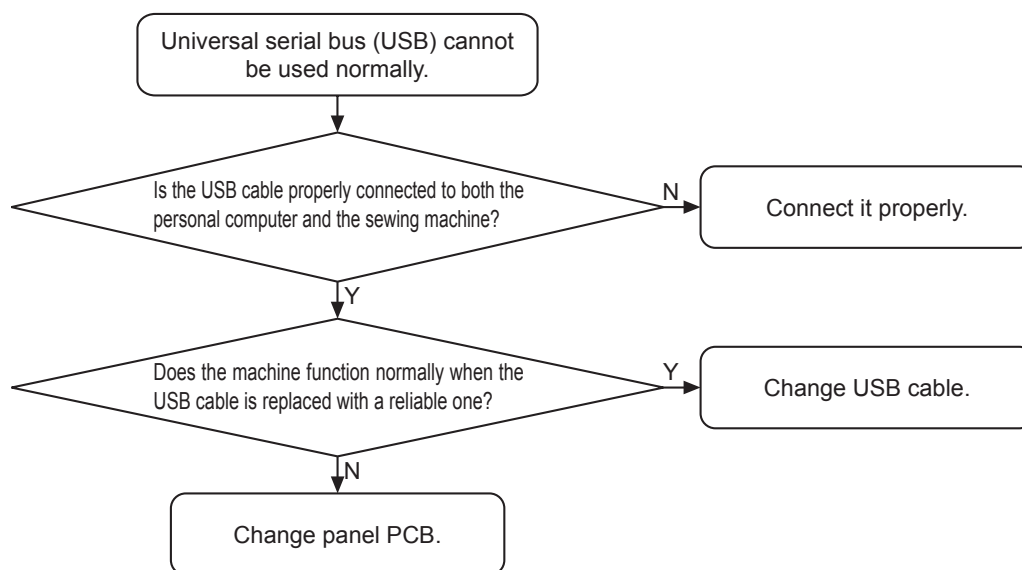 Universal serial bus (USB) cannot
be used normally.
Is the USB cable properly connected to both the
personal computer and the sewing machine?
N
Connect it properly.
Y
Does the machine function normally when the
USB cable is replaced with a reliable one?
Y
Change USB cable.
N
Change panel PCB.